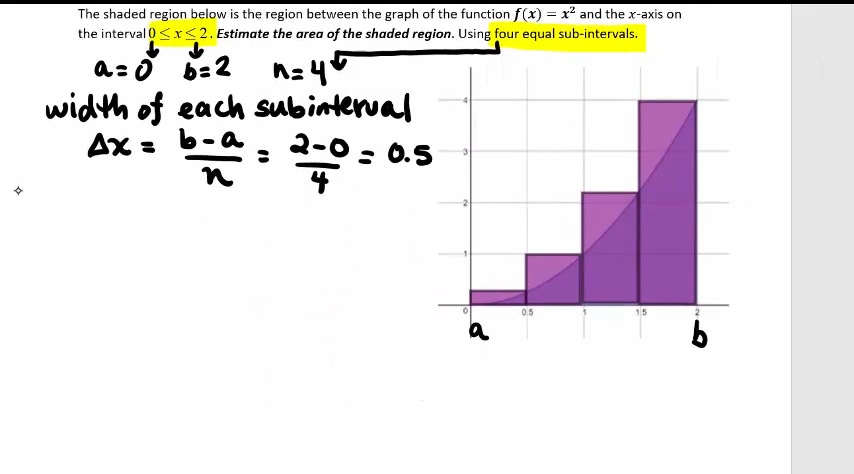 The shaded region below is the region between the graph of the function f(x) = x² and the x-axis on
the interval 0 ≤ x ≤ 2. Estimate the area of the shaded region. Using four equal sub-intervals.
a = 0 b = 2 n = 4
width of each subinterval
Δx = (b - a)/n = (2 - 0)/4 = 0.5
4
3
2
1
0 0.5 1 1.5 2
a b